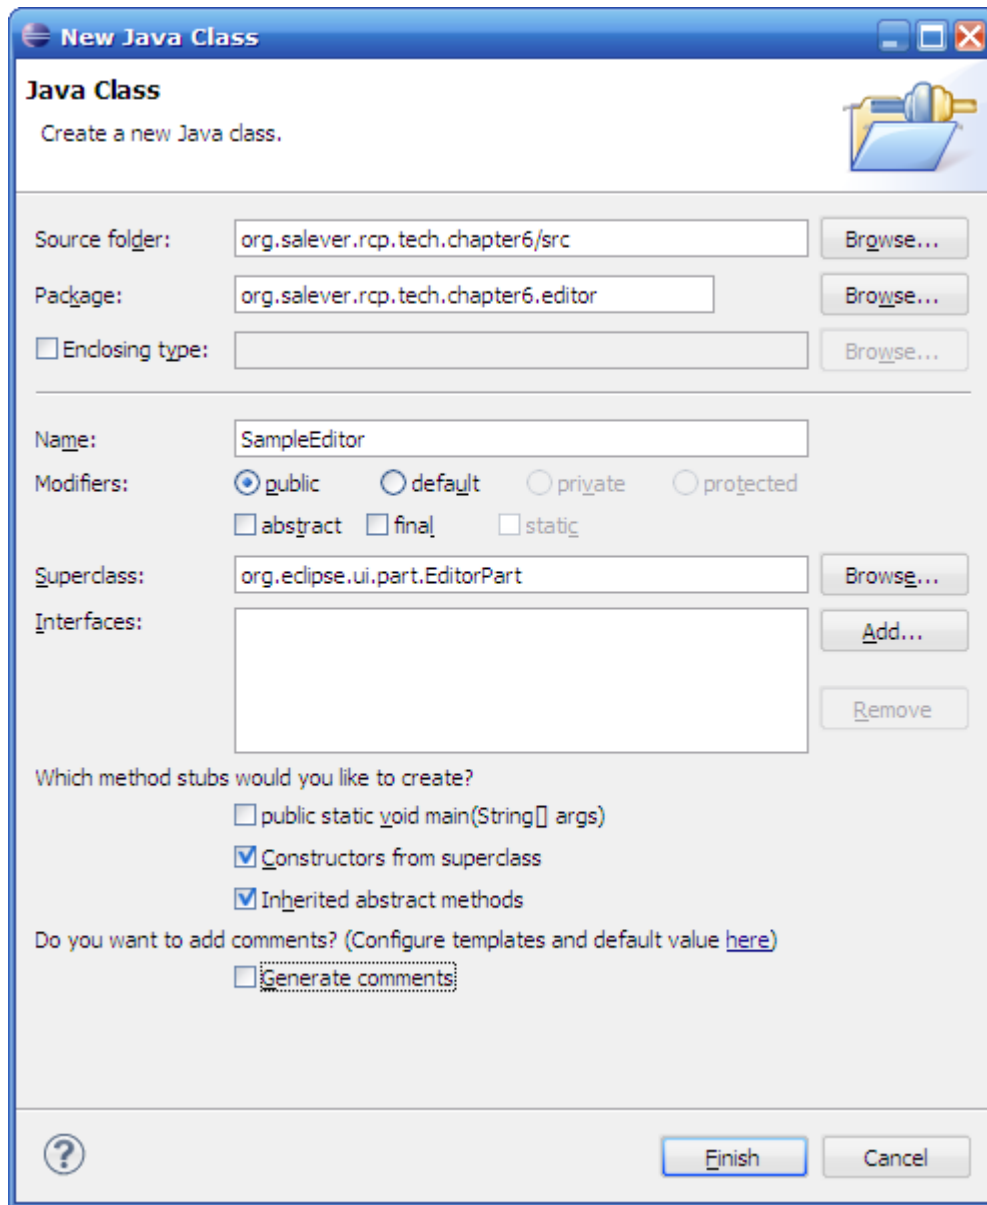 New Java Class
Java Class
Create a new Java class.
Source folder: org.salever.rcp.tech.chapter6/src Browse...
Package: org.salever.rcp.tech.chapter6.editor Browse...
Enclosing type: Browse...
Name: SampleEditor
Modifiers: public default private protected
abstract final static
Superclass: org.eclipse.ui.part.EditorPart Browse...
Interfaces: Add...
Remove
Which method stubs would you like to create?
public static void main(String[] args)
Constructors from superclass
Inherited abstract methods
Do you want to add comments? (Configure templates and default value here)
Generate comments
? Finish Cancel